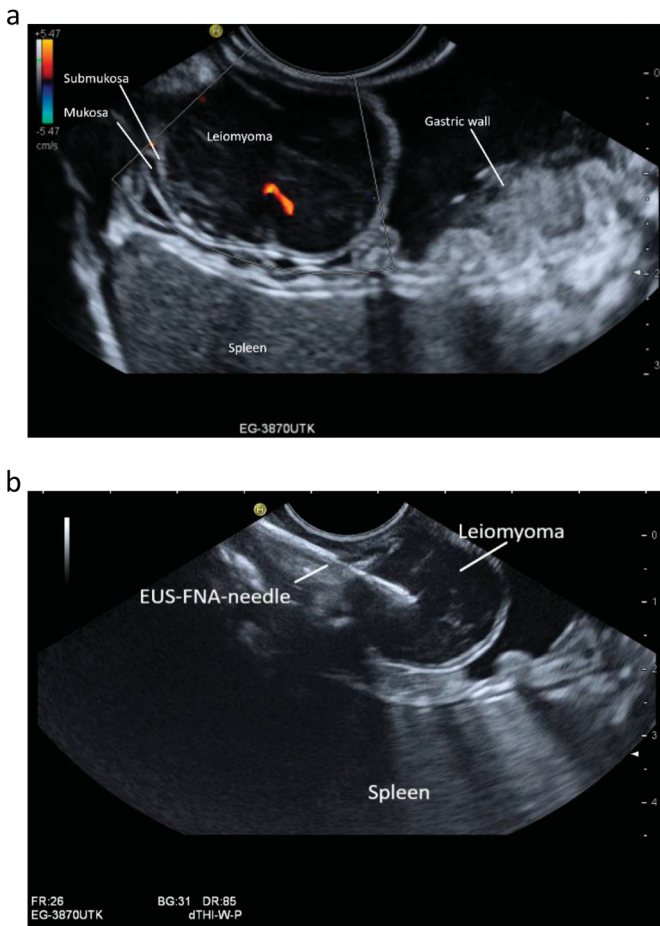 a
+5.47
-5.47
cm/s
H
Submukosa
Mukosa
Leiomyoma
Gastric wall
Spleen
0
2
3
EG-3870UTK
b
H
Leiomyoma
EUS-FNA-needle
Spleen
0
1
2
3
4
FR:26 BG:31 DR:85
EG-3870UTK dTHI-W-P